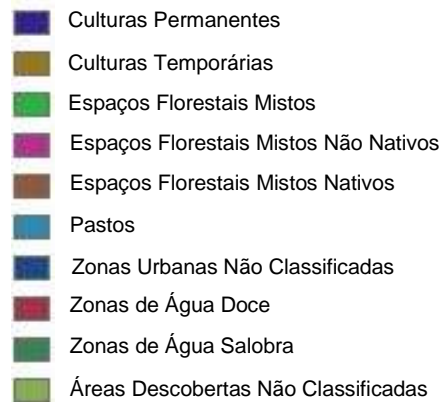 Culturas Permanentes
Culturas Temporárias
Espaços Florestais Mistos
Espaços Florestais Mistos Não Nativos
Espaços Florestais Mistos Nativos
Pastos
Zonas Urbanas Não Classificadas
Zonas de Água Doce
Zonas de Água Salobra
Áreas Descobertas Não Classificadas